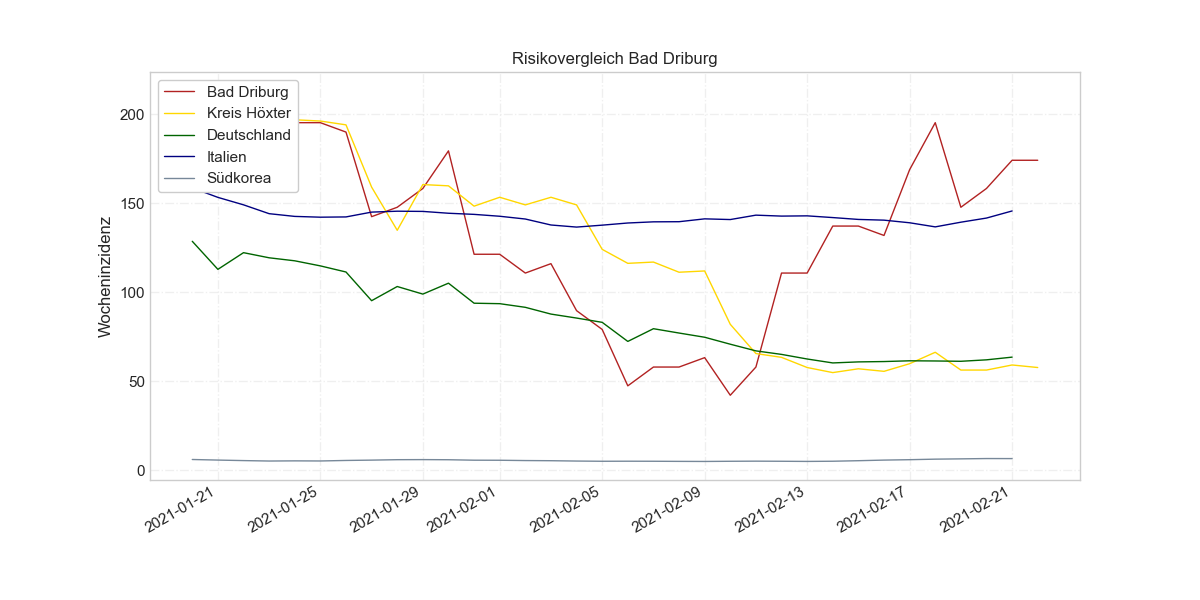 Risikovergleich Bad Driburg
Bad Driburg
Kreis Höxter
Deutschland
Italien
Südkorea
Wocheninzidenz
200
150
100
50
0
2021-01-21
2021-01-25
2021-01-29
2021-02-01
2021-02-05
2021-02-09
2021-02-13
2021-02-17
2021-02-21